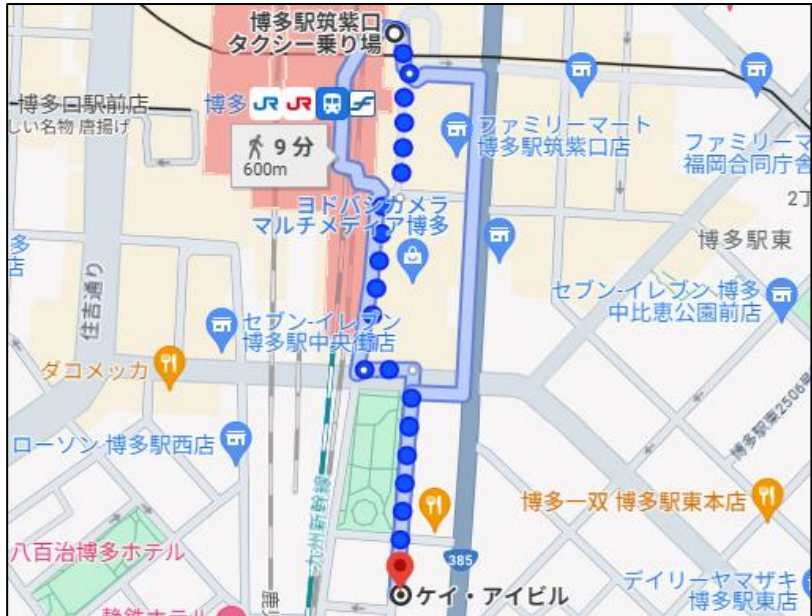 博多駅筑紫口
タクシー乗り場
博多口駅前店
しい名物 唐揚げ
博多 JR JR
9 分
600m
ファミリーマート
博多駅筑紫口店
ファミリーマ
福岡合同庁舎
2丁
ヨドバシカメラ
マルチメディア博多
博多駅東
多
店
住吉通り
セブン-イレブン
博多駅中央街店
セブン-イレブン 博多
中比恵公園前店
ダコメッカ
博多駅東2506号
ローソン 博多駅西店
九州新幹線
博多一双 博多駅東本店
八百治博多ホテル
385
ケイ・アイビル
デイリーヤマザキ
博多駅東店
鹿
静鉄ホテル